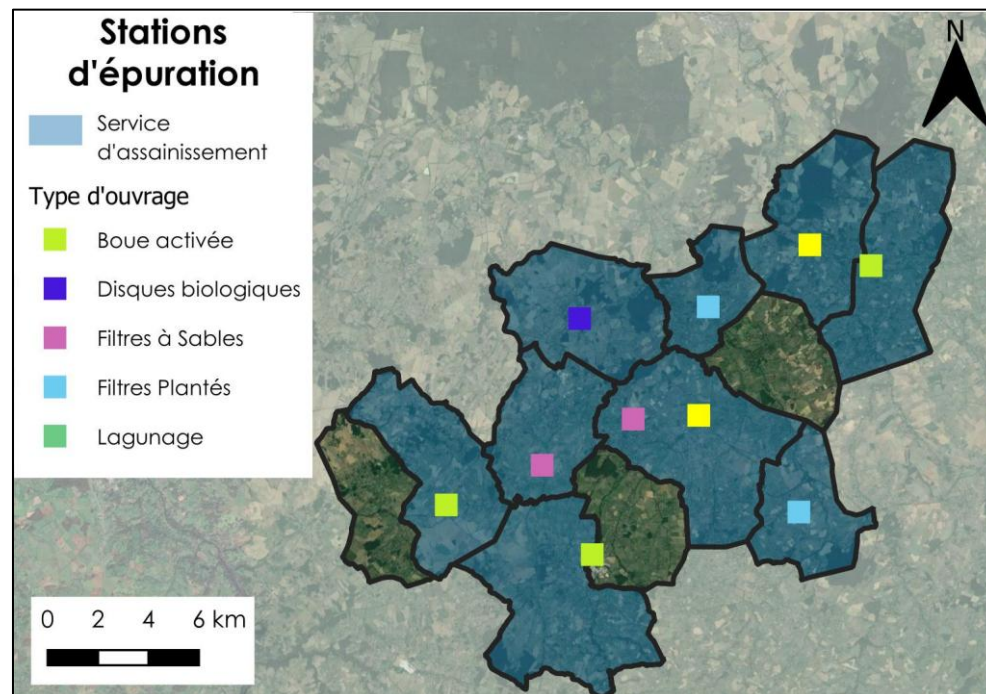 Stations
d'épuration
Service
d'assainissement
Type d'ouvrage
Boue activée
Disques biologiques
Filtres à Sables
Filtres Plantés
Lagunage
0 2 4 6 km
N